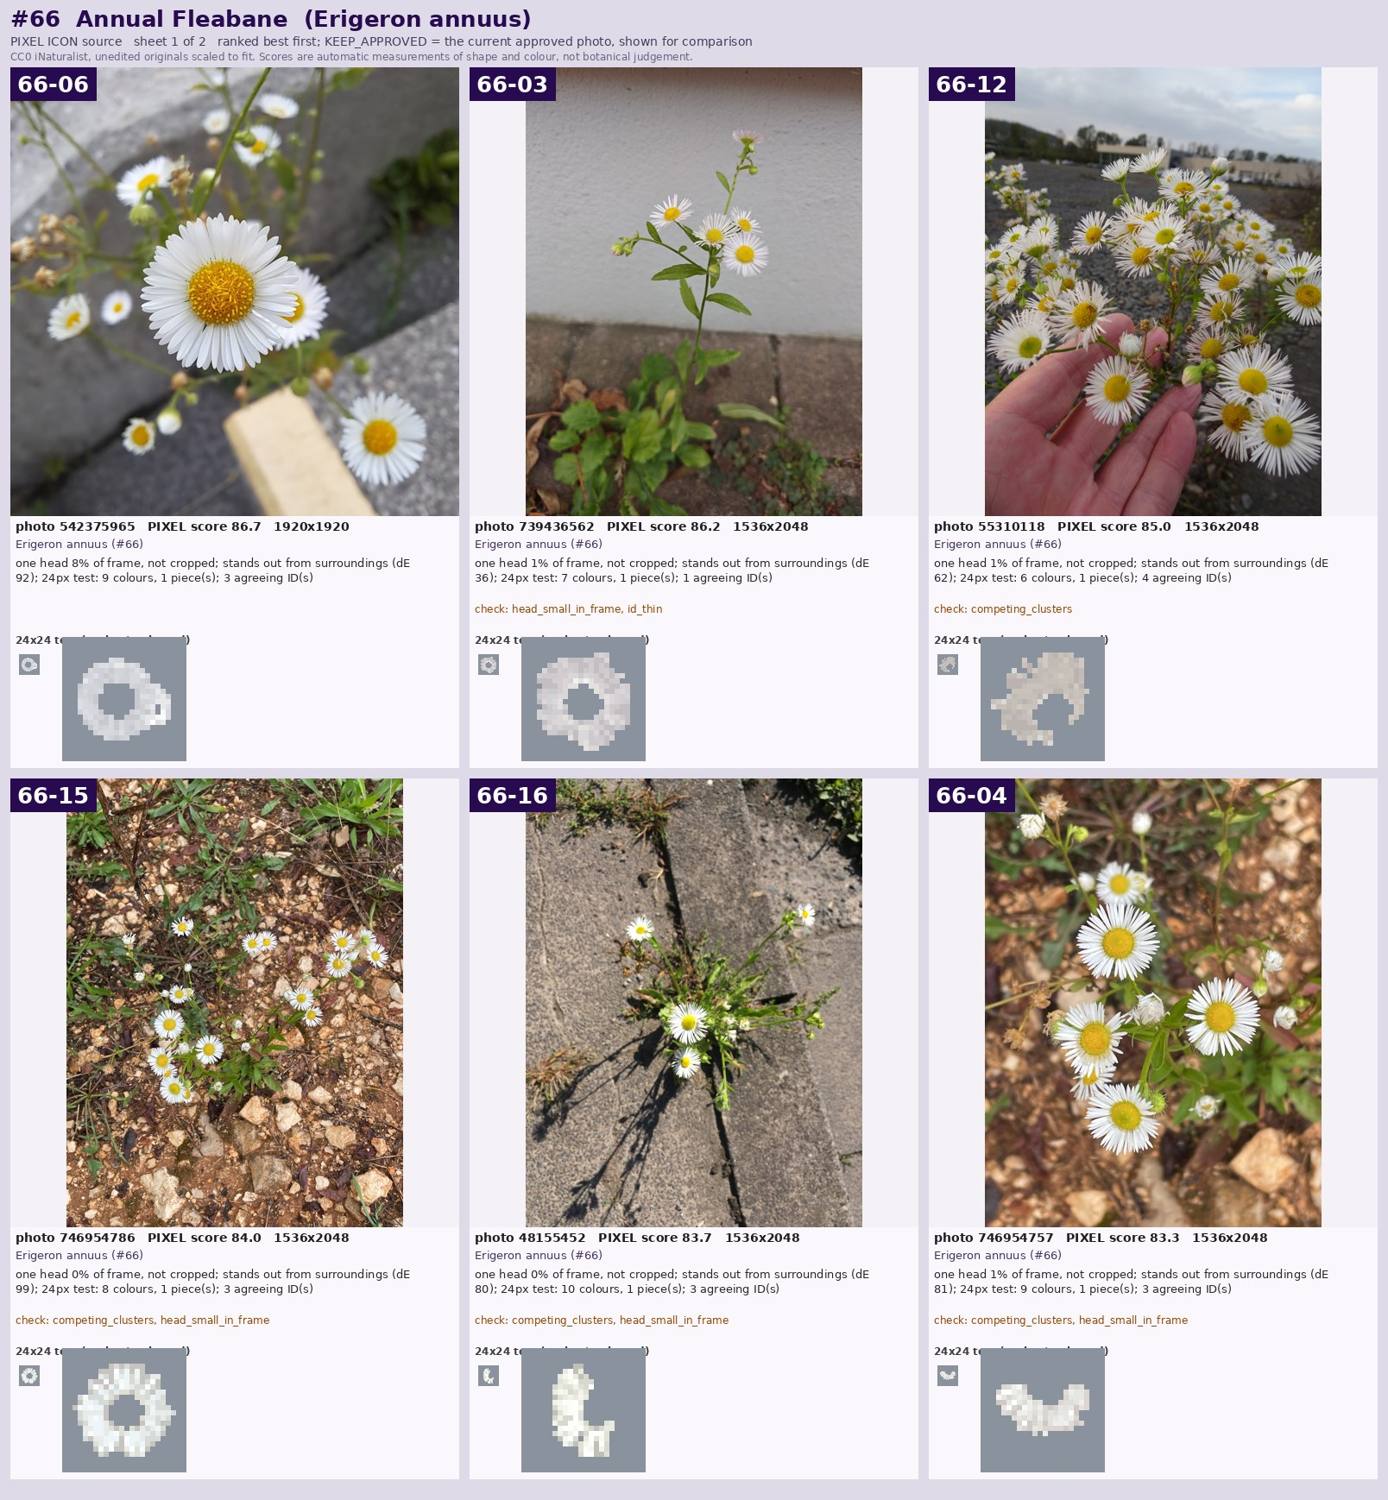 #66 Annual Fleabane (Erigeron annuus)
PIXEL ICON source sheet 1 of 2 ranked best first; KEEP_APPROVED = the current approved photo, shown for comparison
CC0 iNaturalist, unedited originals scaled to fit. Scores are automatic measurements of shape and colour, not botanical judgement.
66-06
66-03
66-12
photo 542375965 PIXEL score 86.7 1920x1920
Erigeron annuus (#66)
one head 8% of frame, not cropped; stands out from surroundings (dE
92); 24px test: 9 colours, 1 piece(s); 3 agreeing ID(s)
24x24
photo 739436562 PIXEL score 86.2 1536x2048
Erigeron annuus (#66)
one head 1% of frame, not cropped; stands out from surroundings (dE
36); 24px test: 7 colours, 1 piece(s); 1 agreeing ID(s)
check: head_small_in_frame, id_thin
24x24
photo 55310118 PIXEL score 85.0 1536x2048
Erigeron annuus (#66)
one head 1% of frame, not cropped; stands out from surroundings (dE
62); 24px test: 6 colours, 1 piece(s); 4 agreeing ID(s)
check: competing_clusters
24x24
66-15
66-16
66-04
photo 746954786 PIXEL score 84.0 1536x2048
Erigeron annuus (#66)
one head 0% of frame, not cropped; stands out from surroundings (dE
99); 24px test: 8 colours, 1 piece(s); 3 agreeing ID(s)
check: competing_clusters, head_small_in_frame
24x24
photo 48155452 PIXEL score 83.7 1536x2048
Erigeron annuus (#66)
one head 0% of frame, not cropped; stands out from surroundings (dE
80); 24px test: 10 colours, 1 piece(s); 3 agreeing ID(s)
check: competing_clusters, head_small_in_frame
24x24
photo 746954757 PIXEL score 83.3 1536x2048
Erigeron annuus (#66)
one head 1% of frame, not cropped; stands out from surroundings (dE
81); 24px test: 9 colours, 1 piece(s); 3 agreeing ID(s)
check: competing_clusters, head_small_in_frame
24x24